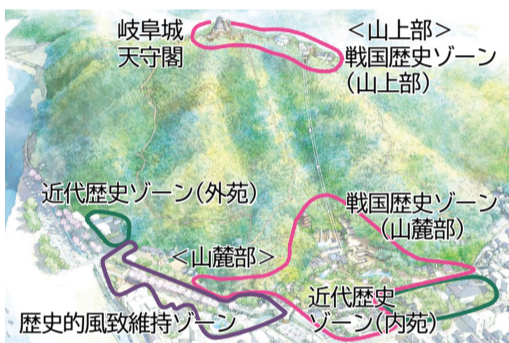 岐阜城
天守閣
＜山上部＞
戦国歴史ゾーン
（山上部）
近代歴史ゾーン（外苑）
戦国歴史ゾーン
（山麓部）
＜山麓部＞
近代歴史
ゾーン（内苑）
歴史的風致維持ゾーン